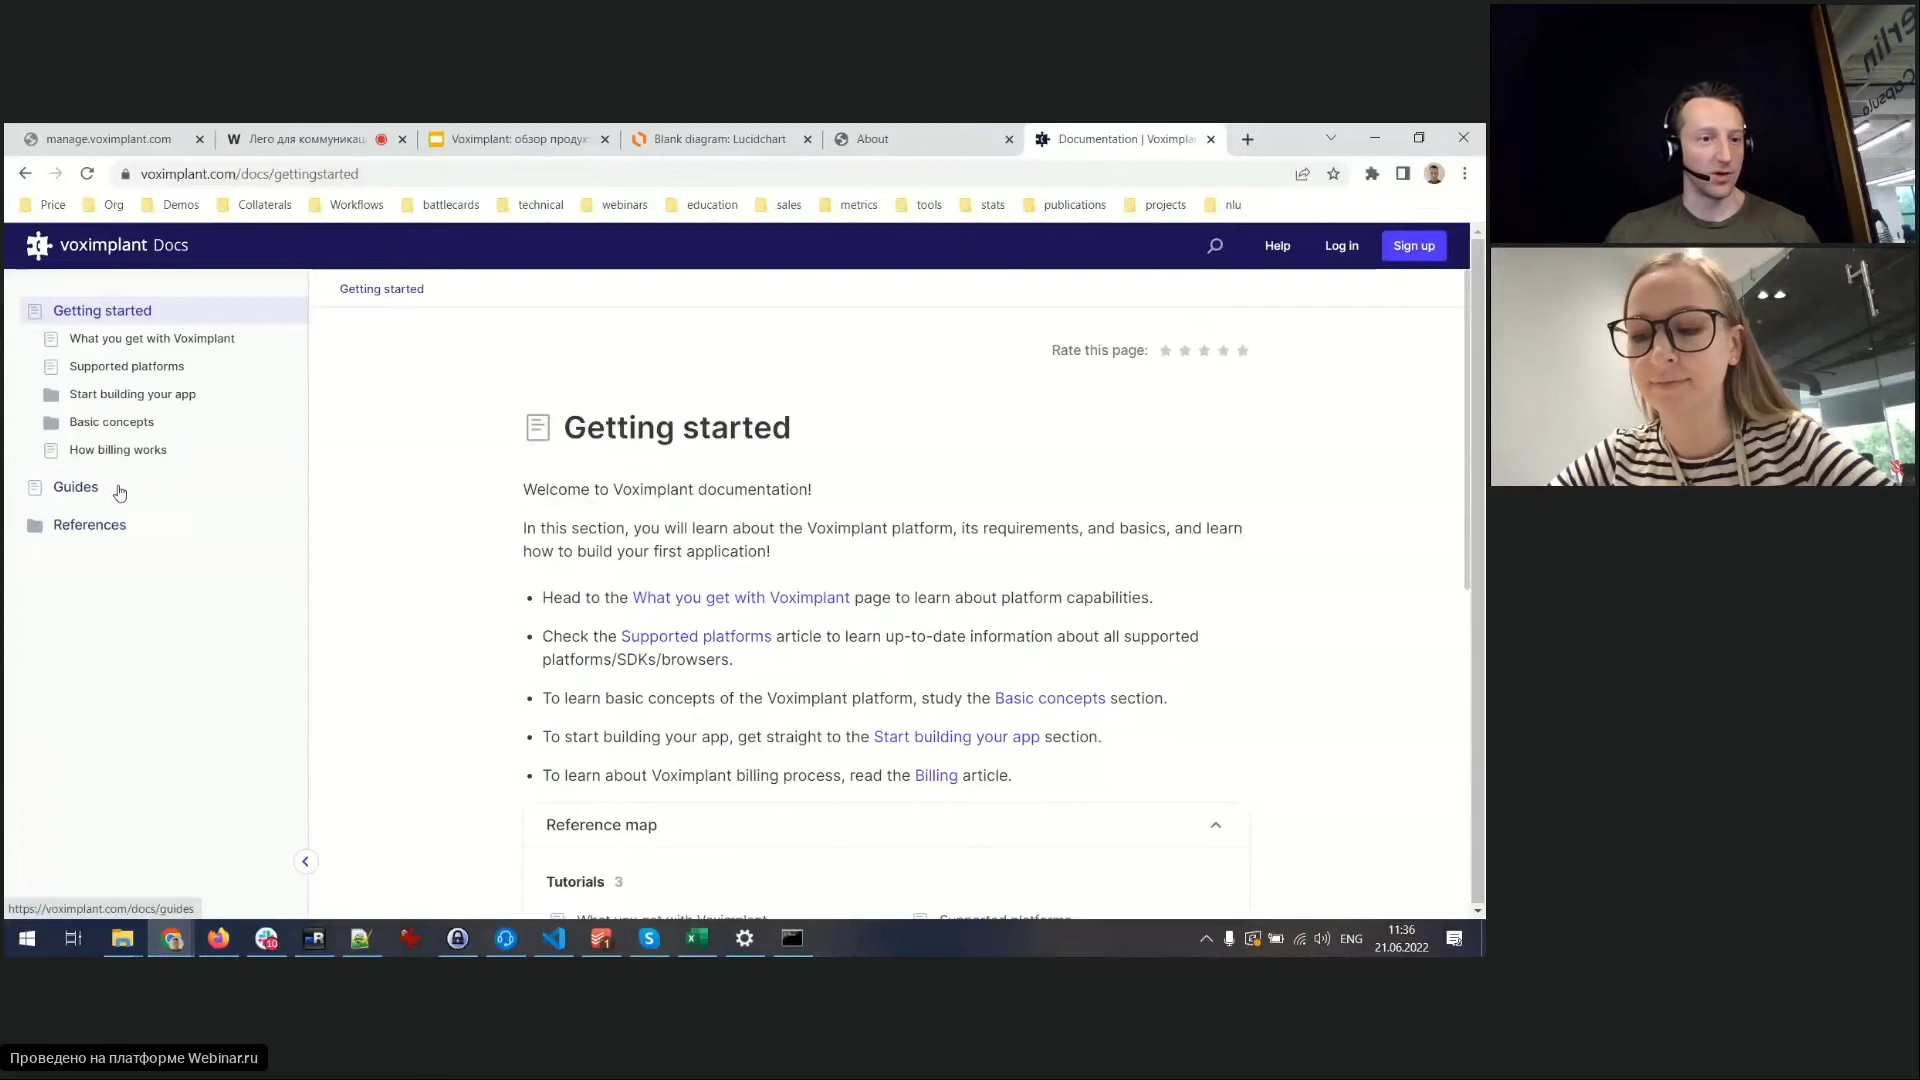 manage.voximplant.com
Лего для коммуникац
Voximplant: обзор продук
Blank diagram: Lucidchart
About
Documentation | Voximpla
voximplant.com/docs/gettingstarted
Price
Org
Demos
Collaterals
Workflows
battlecards
technical
webinars
education
sales
metrics
tools
stats
publications
projects
nlu
voximplant Docs
Help
Log in
Sign up
Getting started
What you get with Voximplant
Supported platforms
Start building your app
Basic concepts
How billing works
Guides
References
Getting started
Rate this page:
Getting started
Welcome to Voximplant documentation!
In this section, you will learn about the Voximplant platform, its requirements, and basics, and learn
how to build your first application!
• Head to the What you get with Voximplant page to learn about platform capabilities.
• Check the Supported platforms article to learn up-to-date information about all supported
platforms/SDKs/browsers.
• To learn basic concepts of the Voximplant platform, study the Basic concepts section.
• To start building your app, get straight to the Start building your app section.
• To learn about Voximplant billing process, read the Billing article.
Reference map
Tutorials 3
What you get with Voximplant
Supported platforms
https://voximplant.com/docs/guides
ENG
11:36
21.06.2022
Проведено на платформе Webinar.ru